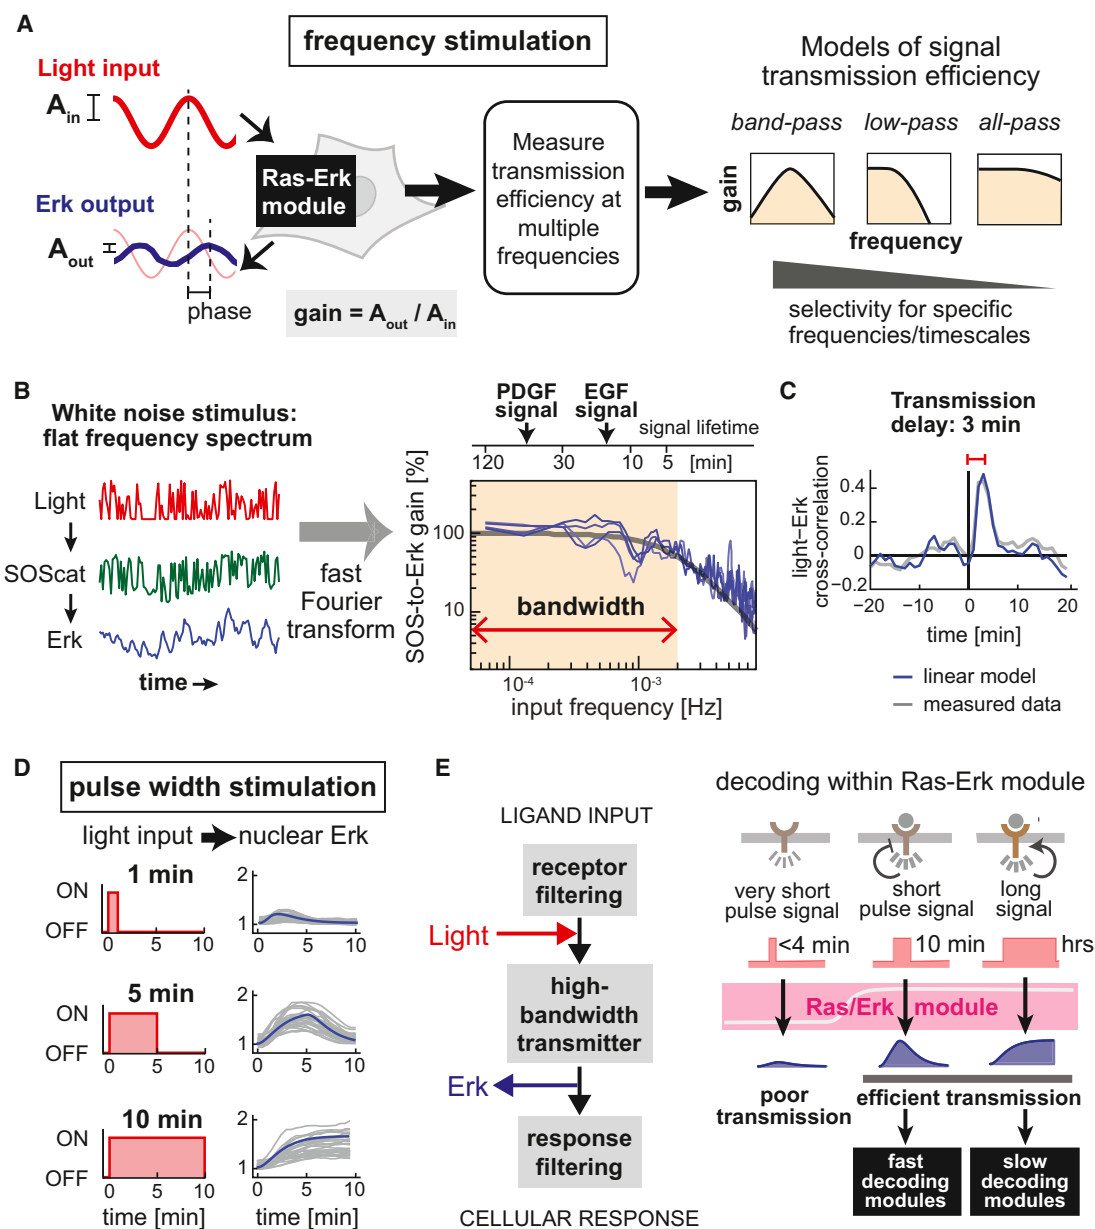 A
frequency stimulation
Light input
A in
Erk output
A out
phase
Ras-Erk
module
gain = A out / A in
Measure
transmission
efficiency at
multiple
frequencies
Models of signal
transmission efficiency
band-pass low-pass all-pass
gain
frequency
selectivity for specific
frequencies/timescales
B
White noise stimulus:
flat frequency spectrum
Light
SOScat
Erk
time
fast
Fourier
transform
PDGF
signal
EGF
signal
signal lifetime
120 30 10 5 [min]
SOS-to-Erk gain [%]
100
10
bandwidth
10-4 10-3
input frequency [Hz]
C
Transmission
delay: 3 min
light–Erk
cross-correlation
0.4
0.2
0
−0.2
−20 −10 0 10 20
time [min]
linear model
measured data
D
pulse width stimulation
light input nuclear Erk
1 min
ON
OFF
0 5 10
2
1
0 5 10
5 min
ON
OFF
0 5 10
2
1
0 5 10
10 min
ON
OFF
0 5 10
time [min]
2
1
0 5 10
time [min]
E
LIGAND INPUT
receptor
filtering
Light
high-
bandwidth
transmitter
Erk
response
filtering
CELLULAR RESPONSE
decoding within Ras-Erk module
very short
pulse signal
short
pulse signal
long
signal
<4 min 10 min hrs
Ras/Erk module
poor
transmission
efficient transmission
fast
decoding
modules
slow
decoding
modules